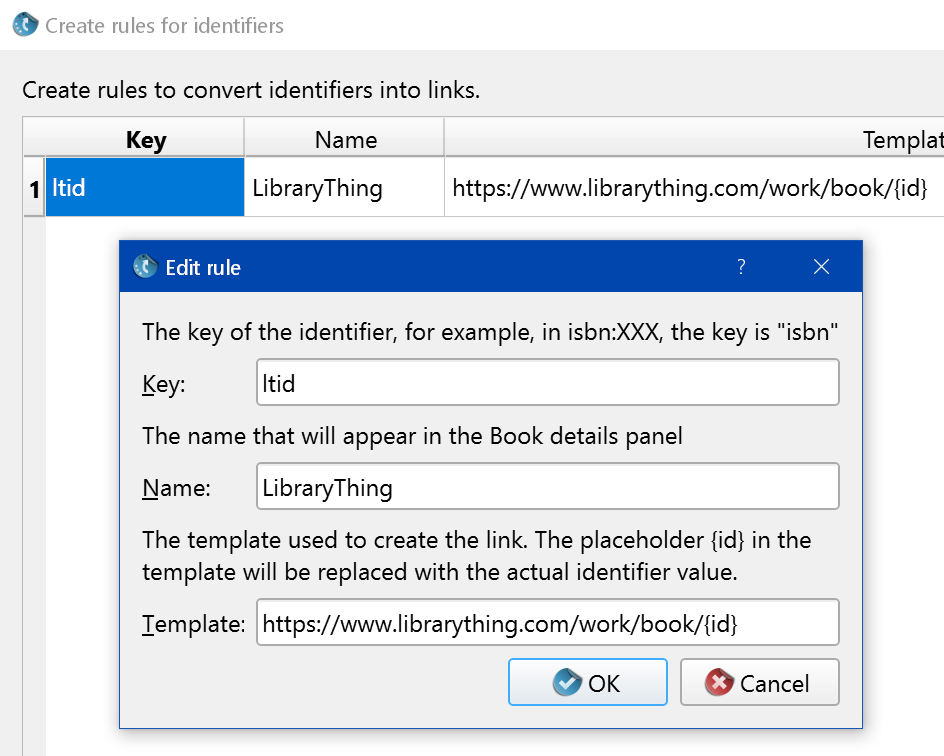 Create rules for identifiers
Create rules to convert identifiers into links.
Key Name Templat
1 ltid LibraryThing https://www.librarything.com/work/book/{id}
Edit rule ?
The key of the identifier, for example, in isbn:XXX, the key is "isbn"
Key: ltid
The name that will appear in the Book details panel
Name: LibraryThing
The template used to create the link. The placeholder {id} in the
template will be replaced with the actual identifier value.
Template: https://www.librarything.com/work/book/{id}
OK Cancel